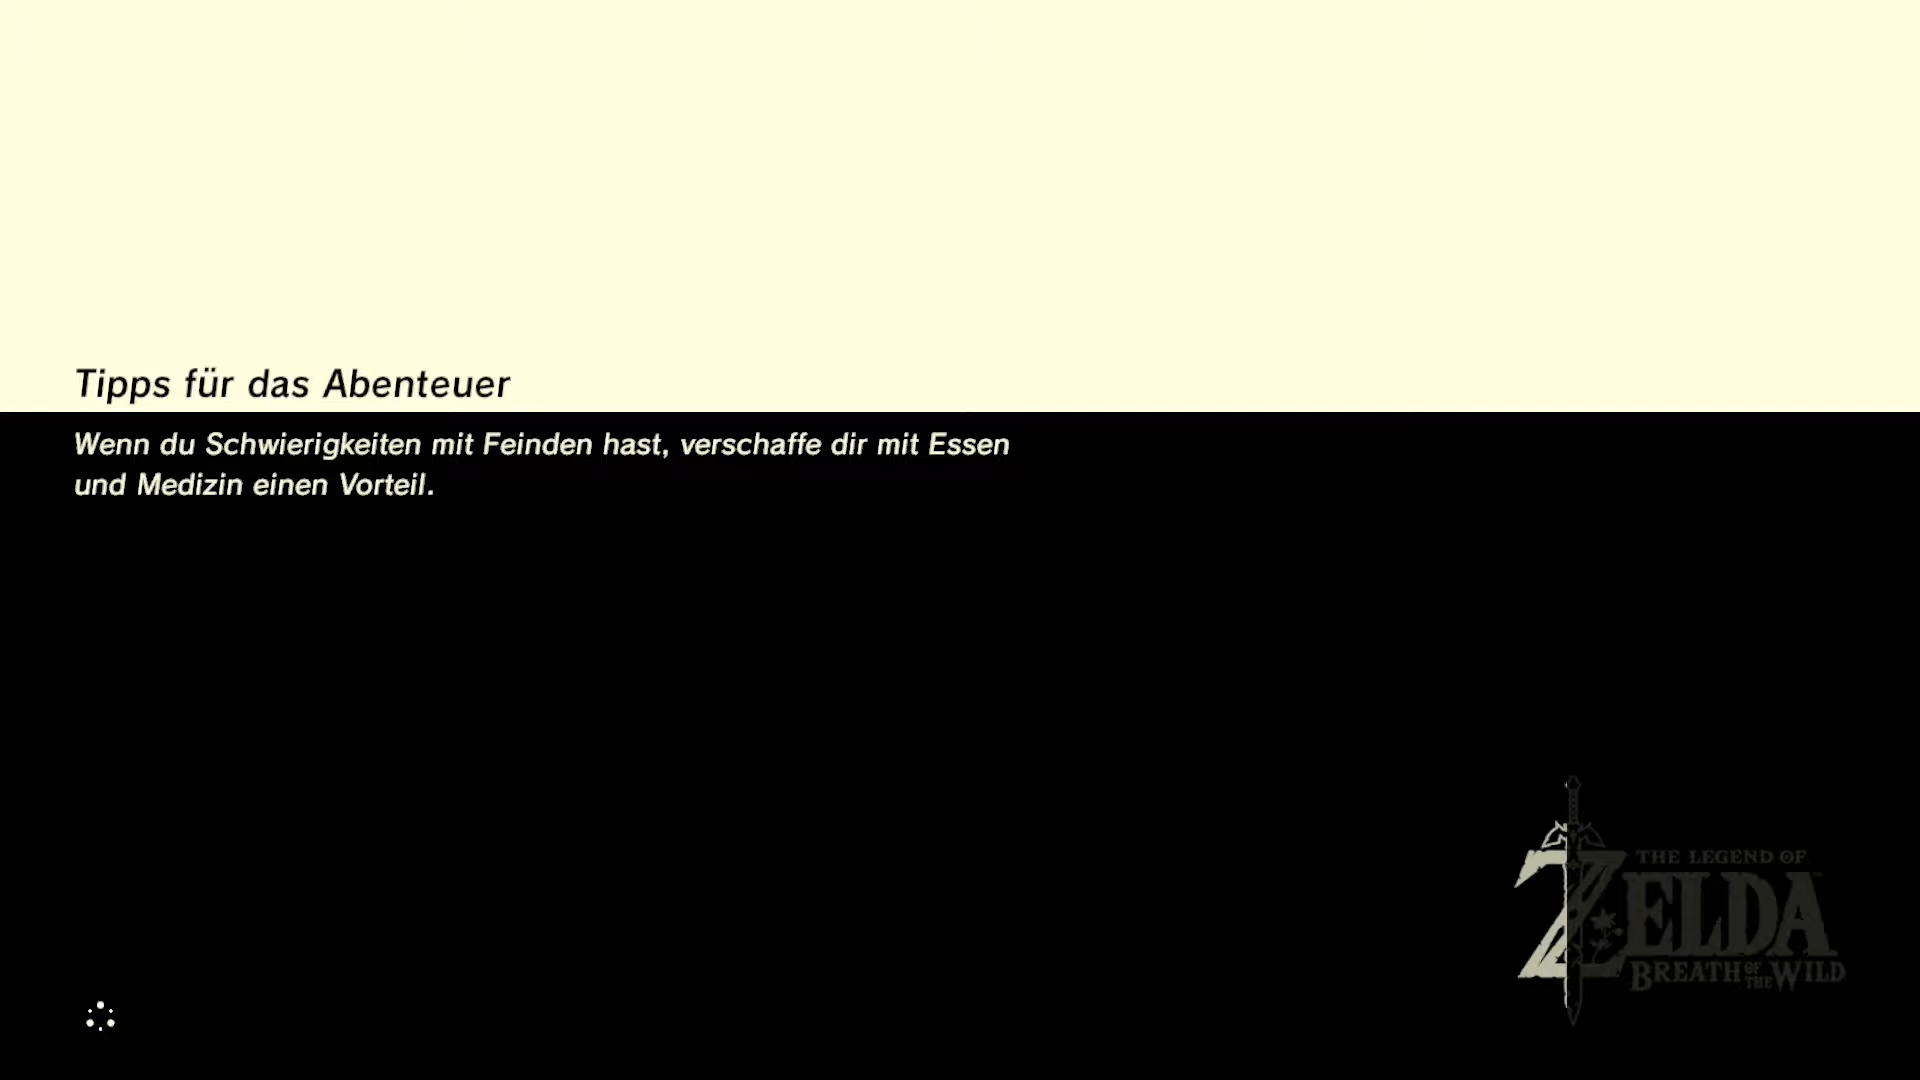 Tipps für das Abenteuer
Wenn du Schwierigkeiten mit Feinden hast, verschaffe dir mit Essen
und Medizin einen Vorteil.
THE LEGEND OF
ZELDA
BREATH OF THE WILD